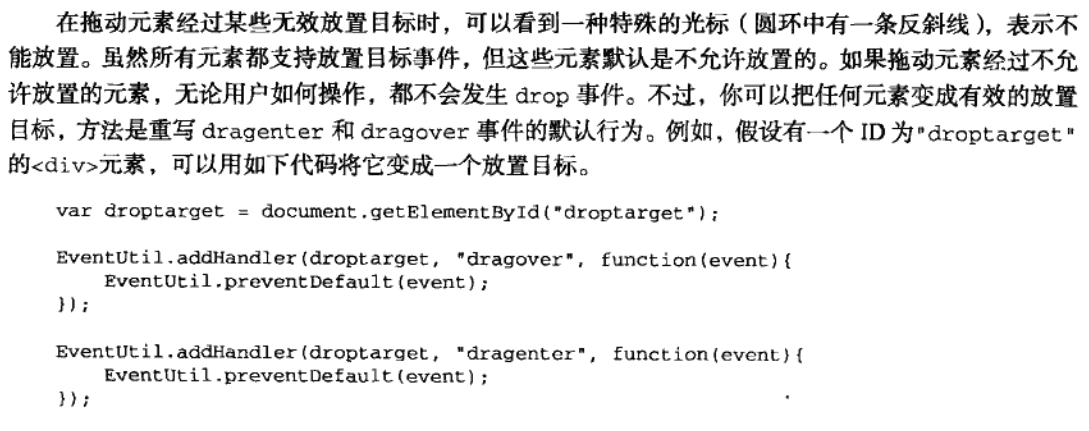 在拖动元素经过某些无效放置目标时，可以看到一种特殊的光标（圆环中有一条反斜线），表示不
能放置。虽然所有元素都支持放置目标事件，但这些元素默认是不允许放置的。如果拖动元素经过不允
许放置的元素，无论用户如何操作，都不会发生 drop 事件。不过，你可以把任何元素变成有效的放置
目标，方法是重写 dragenter 和 dragover 事件的默认行为。例如，假设有一个 ID 为"droptarget"
的<div>元素，可以用如下代码将它变成一个放置目标。
var droptarget = document.getElementById("droptarget");
EventUtil.addHandler(droptarget, "dragover", function(event){
EventUtil.preventDefault(event);
});
EventUtil.addHandler(droptarget, "dragenter", function(event){
EventUtil.preventDefault(event);
});